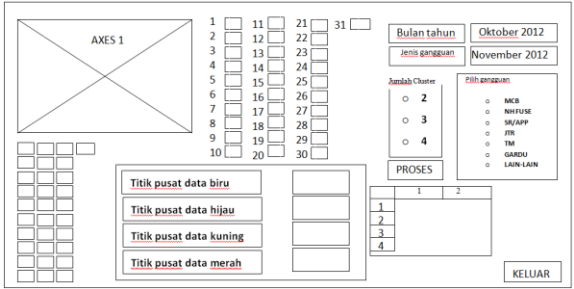 AXES 1
1
2
3
4
5
6
7
8
9
10
11
12
13
14
15
16
17
18
19
20
21
22
23
24
25
26
27
28
29
30
31
Bulan tahun
Oktober 2012
Jenis gangguan
November 2012
Jumlah Cluster
2
3
4
PROSES
Pilih gangguan
MCB
NH FUSE
SR/APP
JTR
TM
GARDU
LAIN-LAIN
Titik pusat data biru
Titik pusat data hijau
Titik pusat data kuning
Titik pusat data merah
1 2
1
2
3
4
KELUAR